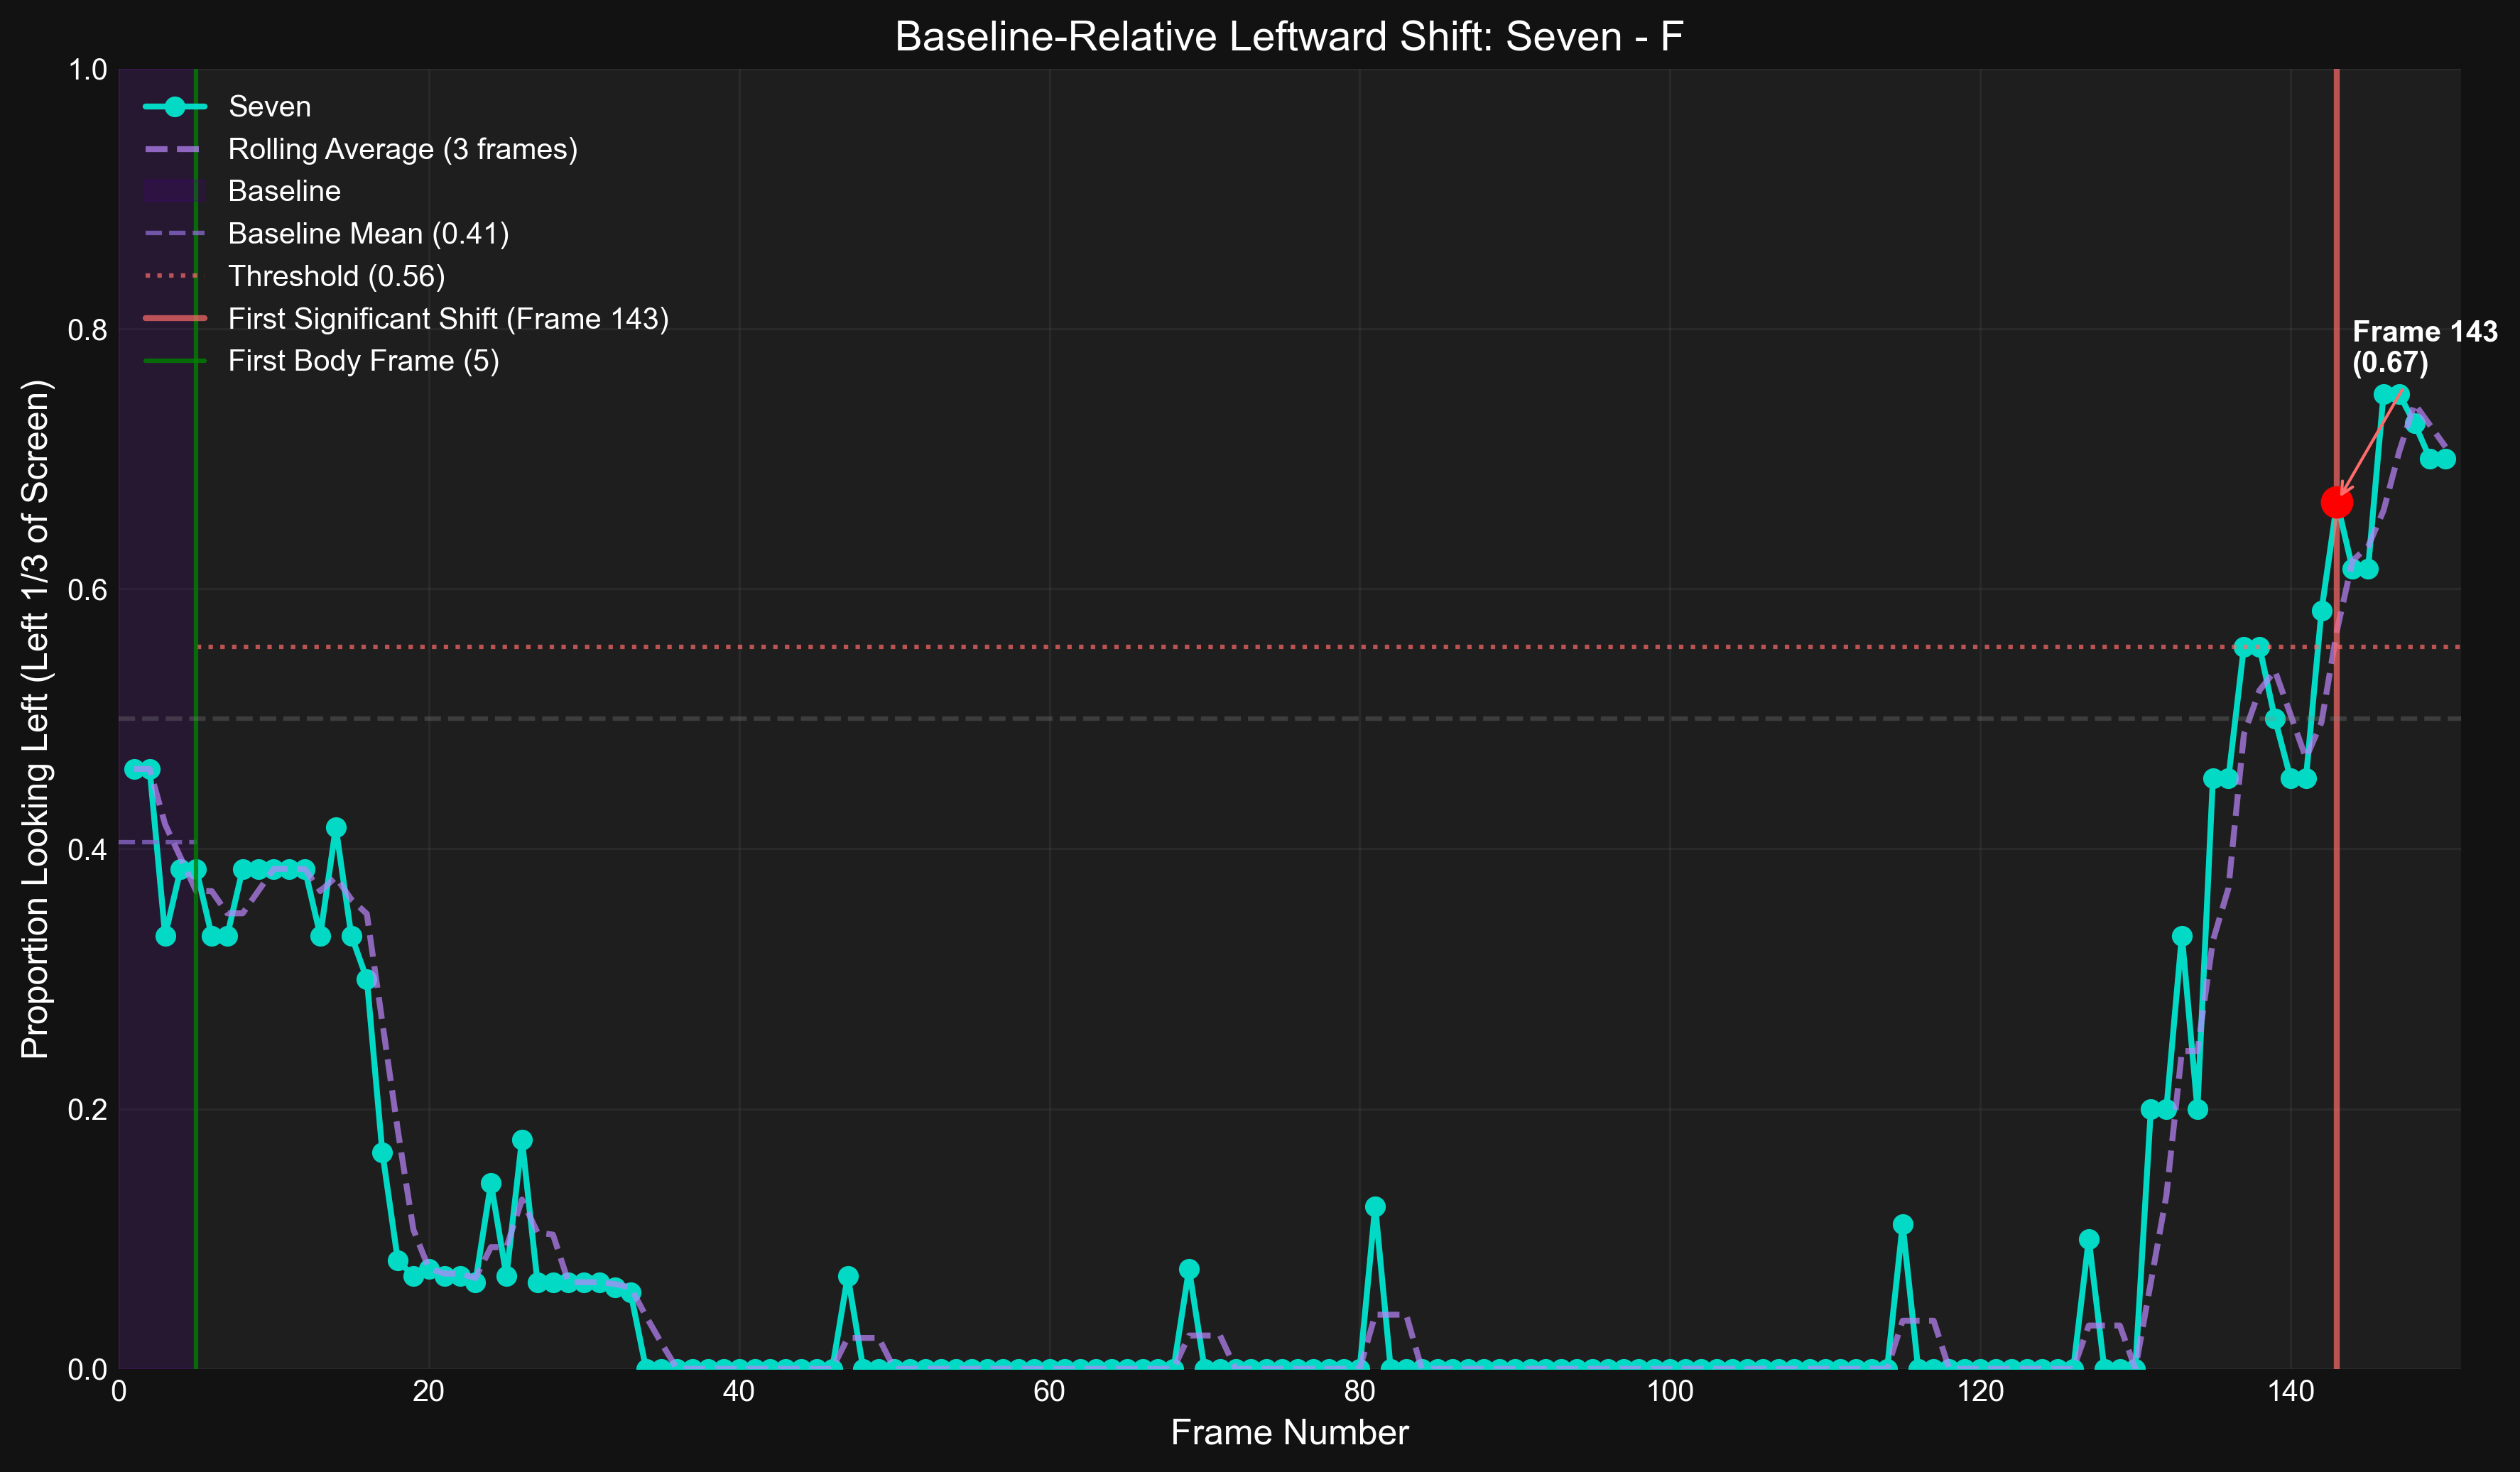 Baseline-Relative Leftward Shift: Seven - F
1.0
0.8
0.6
0.4
0.2
0.0
Proportion Looking Left (Left 1/3 of Screen)
Seven
Rolling Average (3 frames)
Baseline
Baseline Mean (0.41)
Threshold (0.56)
First Significant Shift (Frame 143)
First Body Frame (5)
Frame 143
(0.67)
0
20
40
60
80
100
120
140
Frame Number